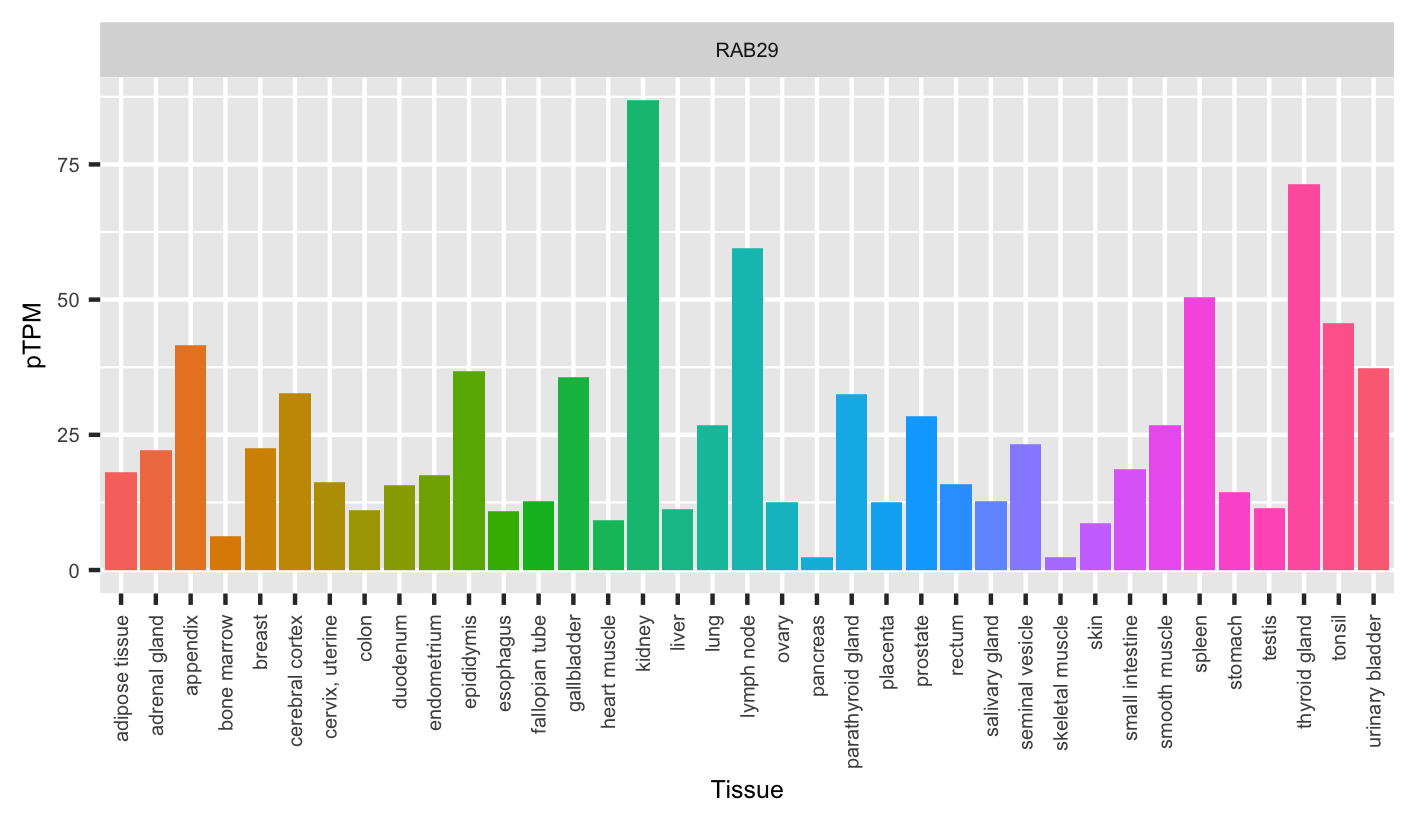 RAB29
75
50
25
0
pTPM
adipose tissue
adrenal gland
appendix
bone marrow
breast
cerebral cortex
cervix, uterine
colon
duodenum
endometrium
epididymis
esophagus
fallopian tube
gallbladder
heart muscle
kidney
liver
lung
lymph node
ovary
pancreas
parathyroid gland
placenta
prostate
rectum
salivary gland
seminal vesicle
skeletal muscle
skin
small intestine
smooth muscle
spleen
stomach
testis
thyroid gland
tonsil
urinary bladder
Tissue